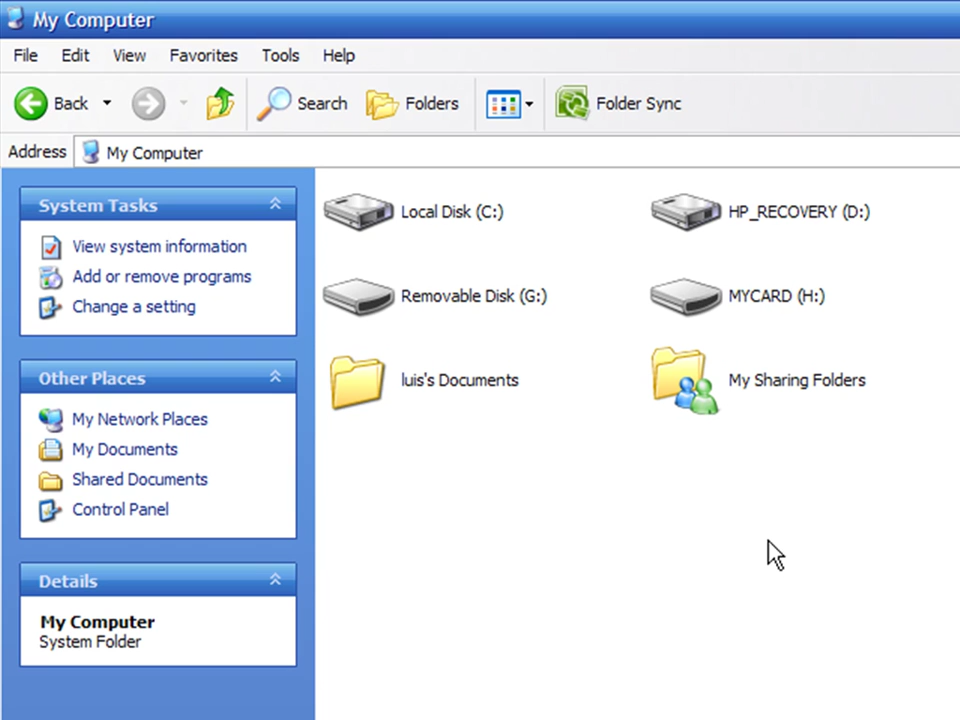 My Computer
File Edit View Favorites Tools Help
Back Search Folders Folder Sync
Address My Computer
System Tasks
View system information
Add or remove programs
Change a setting
Other Places
My Network Places
My Documents
Shared Documents
Control Panel
Details
My Computer
System Folder
Local Disk (C:) HP_RECOVERY (D:)
Removable Disk (G:) MYCARD (H:)
luis's Documents My Sharing Folders